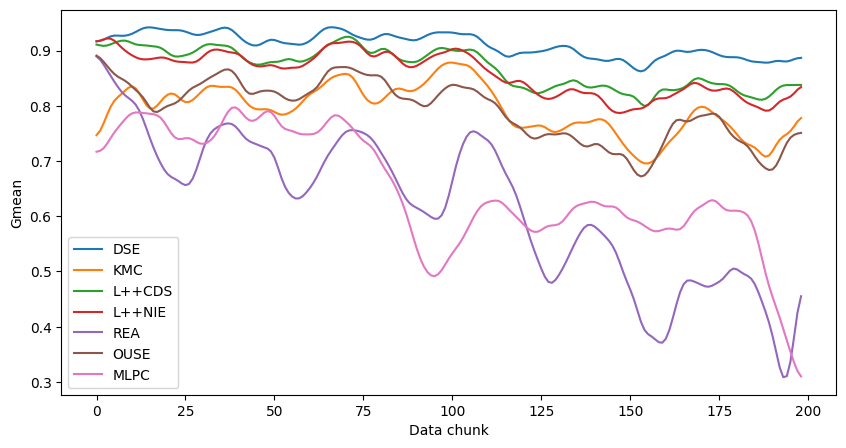 Gmean
0.9
0.8
0.7
0.6
0.5
0.4
0.3
DSE
KMC
L++CDS
L++NIE
REA
OUSE
MLPC
0 25 50 75 100 125 150 175 200
Data chunk